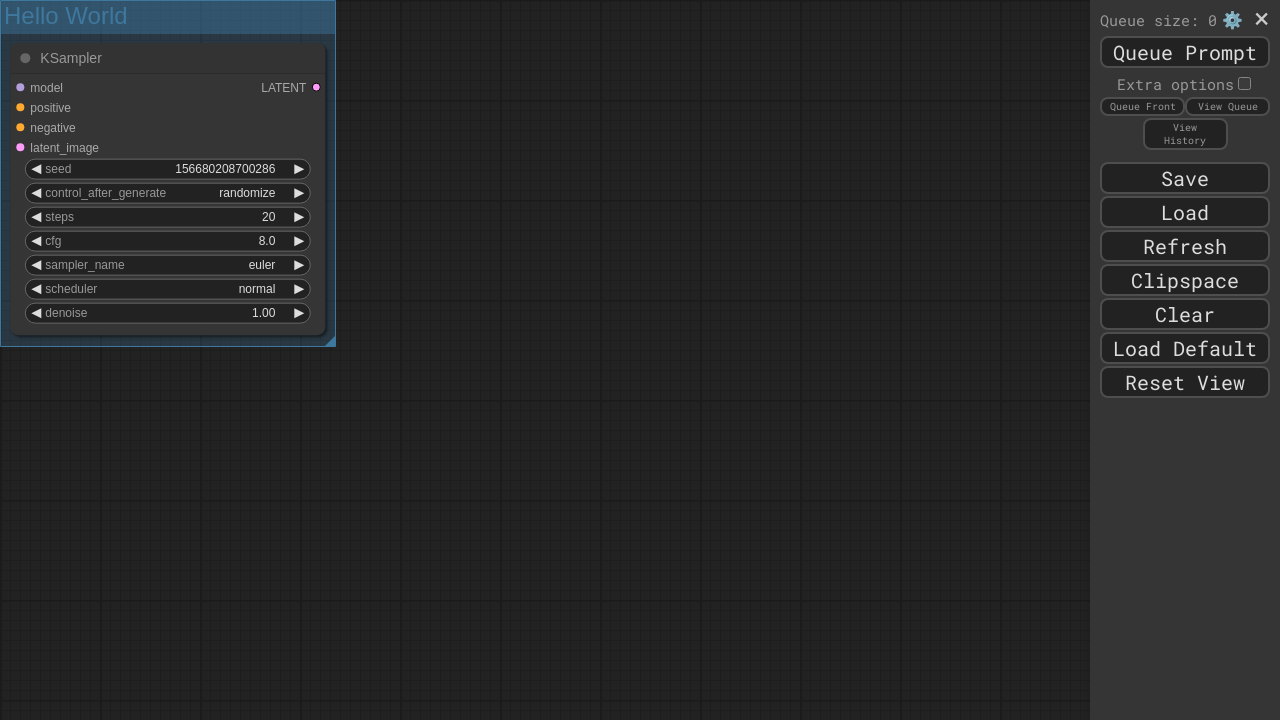 Hello World
KSampler
model LATENT
positive
negative
latent_image
seed 156680208700286
control_after_generate randomize
steps 20
cfg 8.0
sampler_name euler
scheduler normal
denoise 1.00
Queue size: 0
Queue Prompt
Extra options
Queue Front View Queue
View
History
Save
Load
Refresh
Clipspace
Clear
Load Default
Reset View